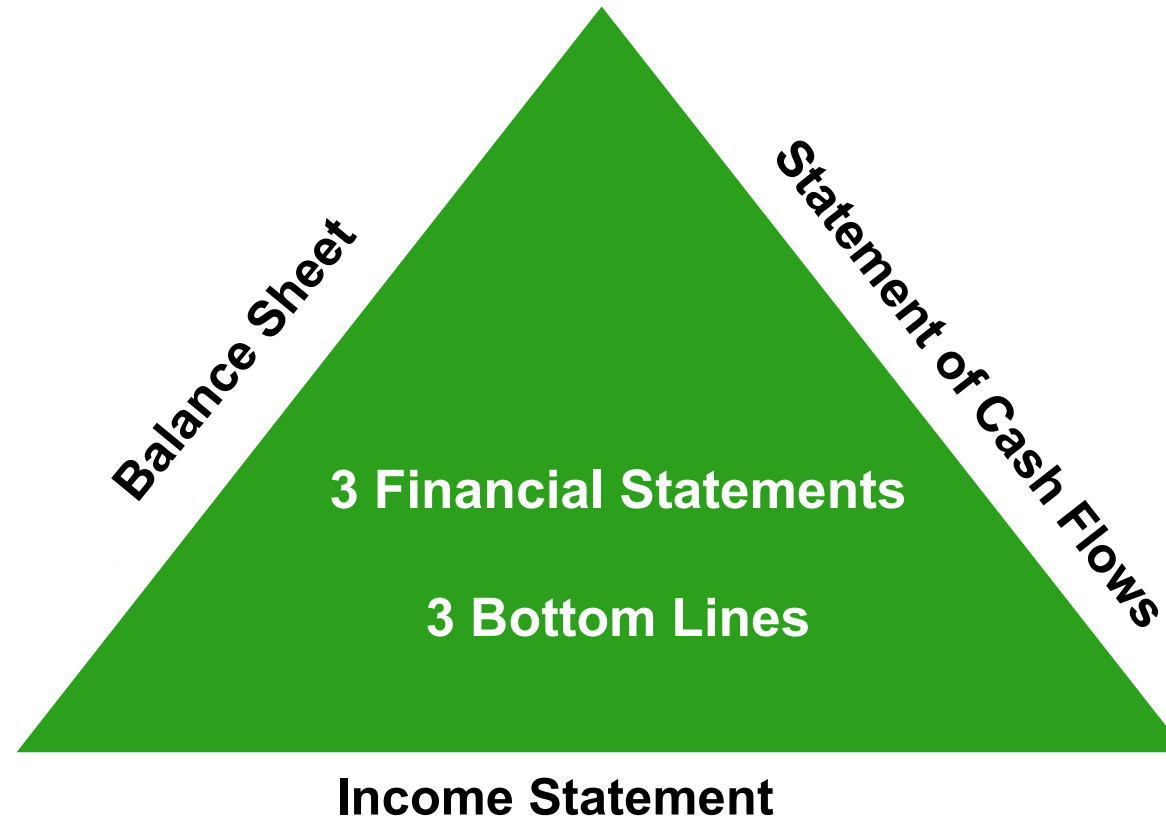 Balance Sheet
Statement of Cash Flows
3 Financial Statements
3 Bottom Lines
Income Statement